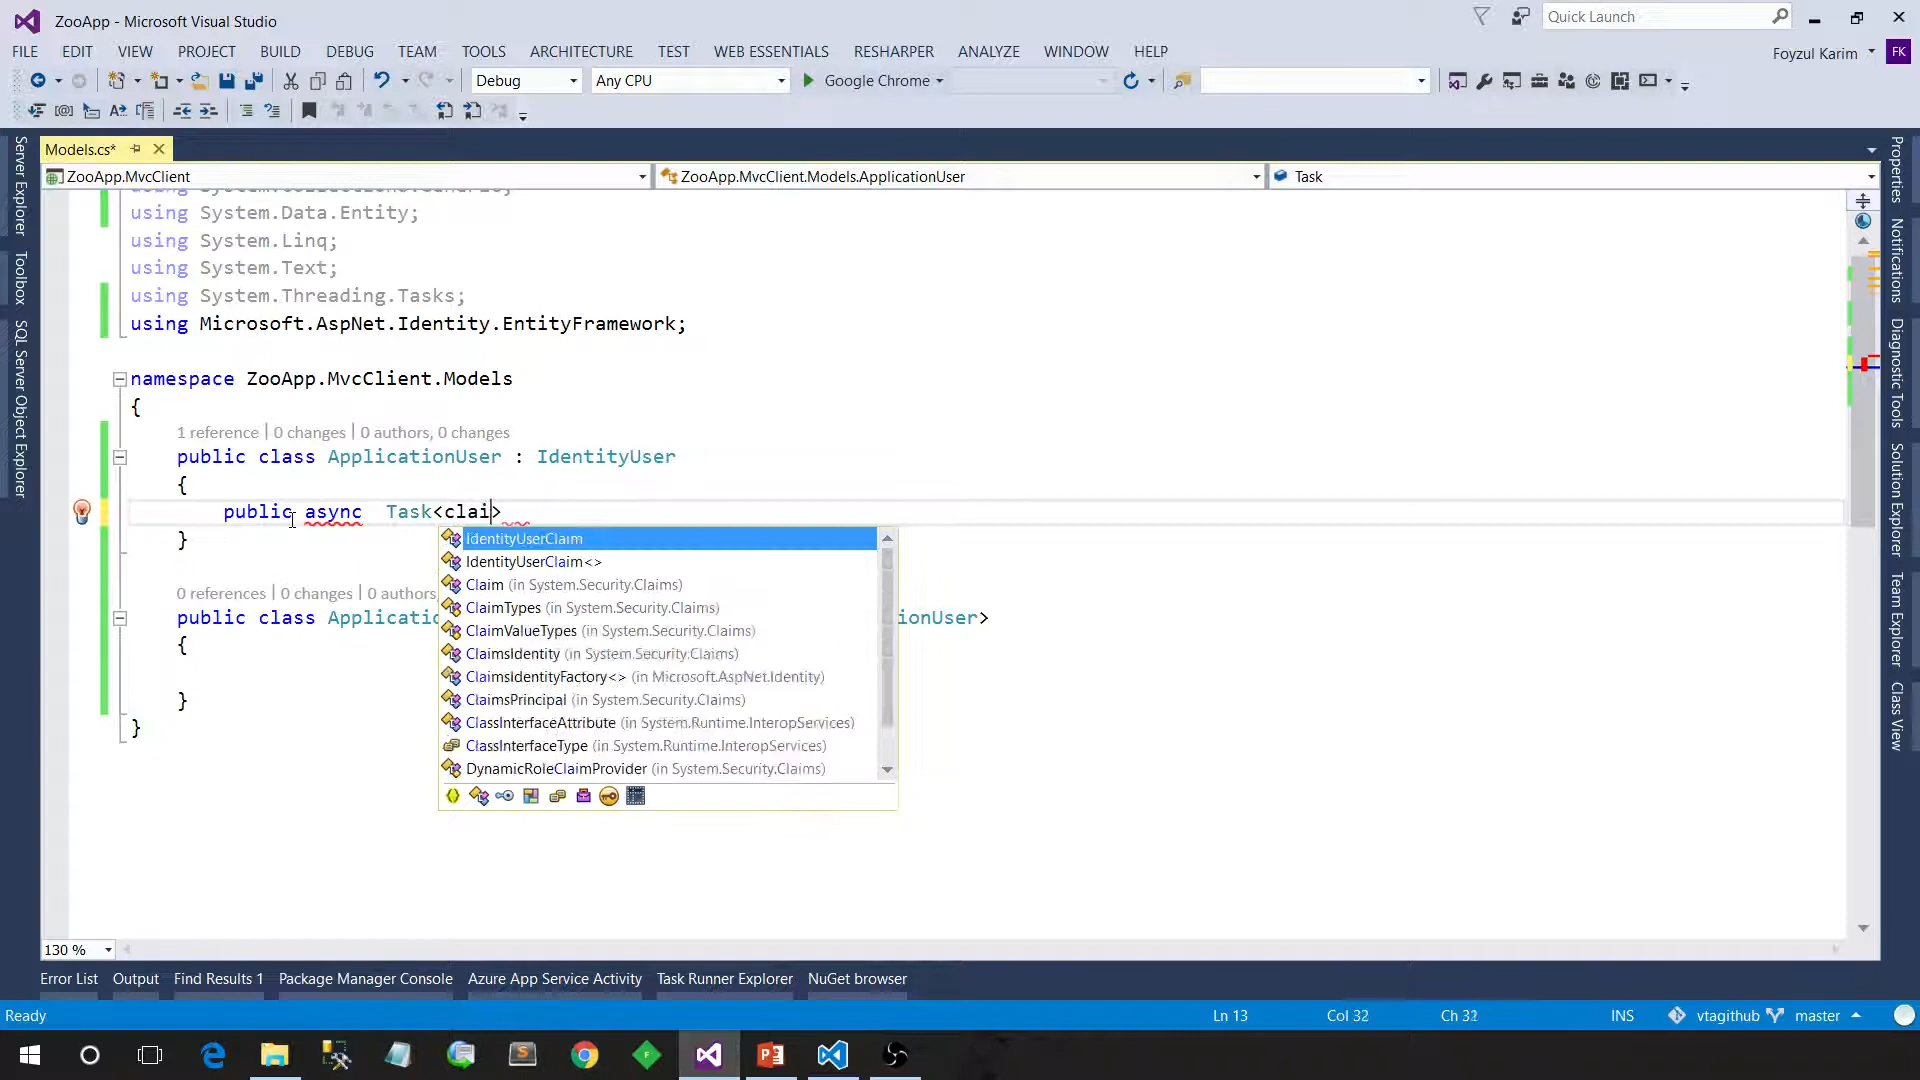 ZooApp - Microsoft Visual Studio
Quick Launch
FILE EDIT VIEW PROJECT BUILD DEBUG TEAM TOOLS ARCHITECTURE TEST WEB ESSENTIALS RESHARPER ANALYZE WINDOW HELP
Foyzul Karim FK
Debug Any CPU Google Chrome
Models.cs*
ZooApp.MvcClient ZooApp.MvcClient.Models.ApplicationUser Task
using System.Data.Entity;
using System.Linq;
using System.Text;
using System.Threading.Tasks;
using Microsoft.AspNet.Identity.EntityFramework;
namespace ZooApp.MvcClient.Models
{
1 reference | 0 changes | 0 authors, 0 changes
public class ApplicationUser : IdentityUser
{
public async Task<clai>
}
IdentityUserClaim
IdentityUserClaim<>
Claim (in System.Security.Claims)
ClaimTypes (in System.Security.Claims)
ClaimValueTypes (in System.Security.Claims)
ClaimsIdentity (in System.Security.Claims)
ClaimsIdentityFactory<> (in Microsoft.AspNet.Identity)
ClaimsPrincipal (in System.Security.Claims)
ClassInterfaceAttribute (in System.Runtime.InteropServices)
ClassInterfaceType (in System.Runtime.InteropServices)
DynamicRoleClaimProvider (in System.Security.Claims)
0 references | 0 changes | 0 authors,
public class Applicatio ionUser>
{
}
}
Server Explorer
Toolbox
SQL Server Object Explorer
Properties
Notifications
Diagnostic Tools
Solution Explorer
Team Explorer
Class View
130 %
Error List Output Find Results 1 Package Manager Console Azure App Service Activity Task Runner Explorer NuGet browser
Ready Ln 13 Col 32 Ch 32 INS vtagithub master